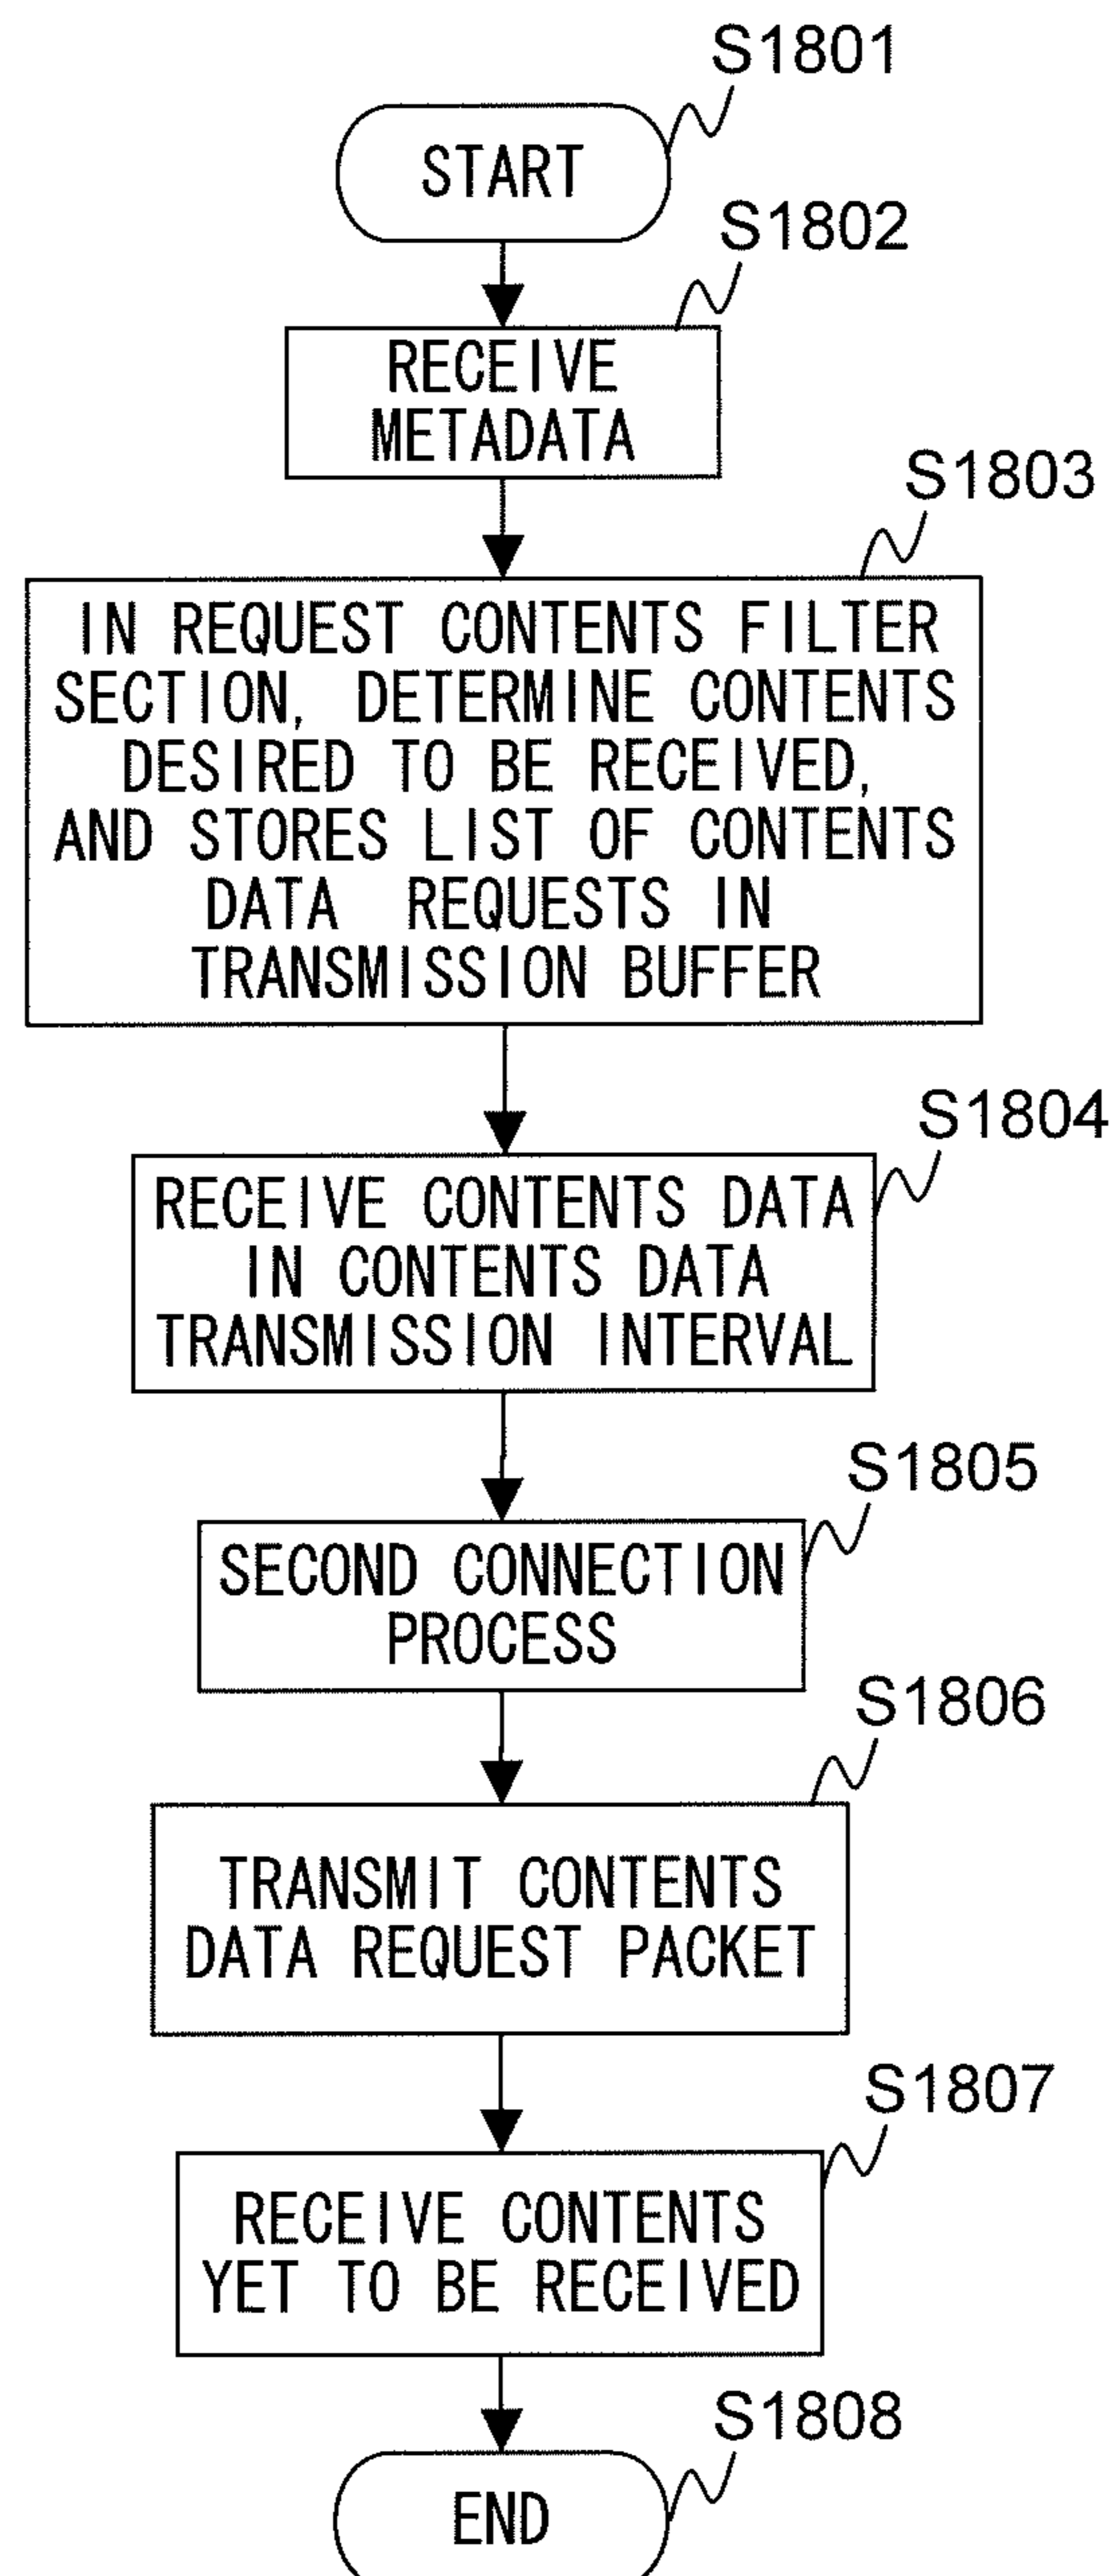 S1801
START
S1802
RECEIVE
METADATA
S1803
IN REQUEST CONTENTS FILTER
SECTION, DETERMINE CONTENTS
DESIRED TO BE RECEIVED,
AND STORES LIST OF CONTENTS
DATA REQUESTS IN
TRANSMISSION BUFFER
S1804
RECEIVE CONTENTS DATA
IN CONTENTS DATA
TRANSMISSION INTERVAL
S1805
SECOND CONNECTION
PROCESS
S1806
TRANSMIT CONTENTS
DATA REQUEST PACKET
S1807
RECEIVE CONTENTS
YET TO BE RECEIVED
S1808
END